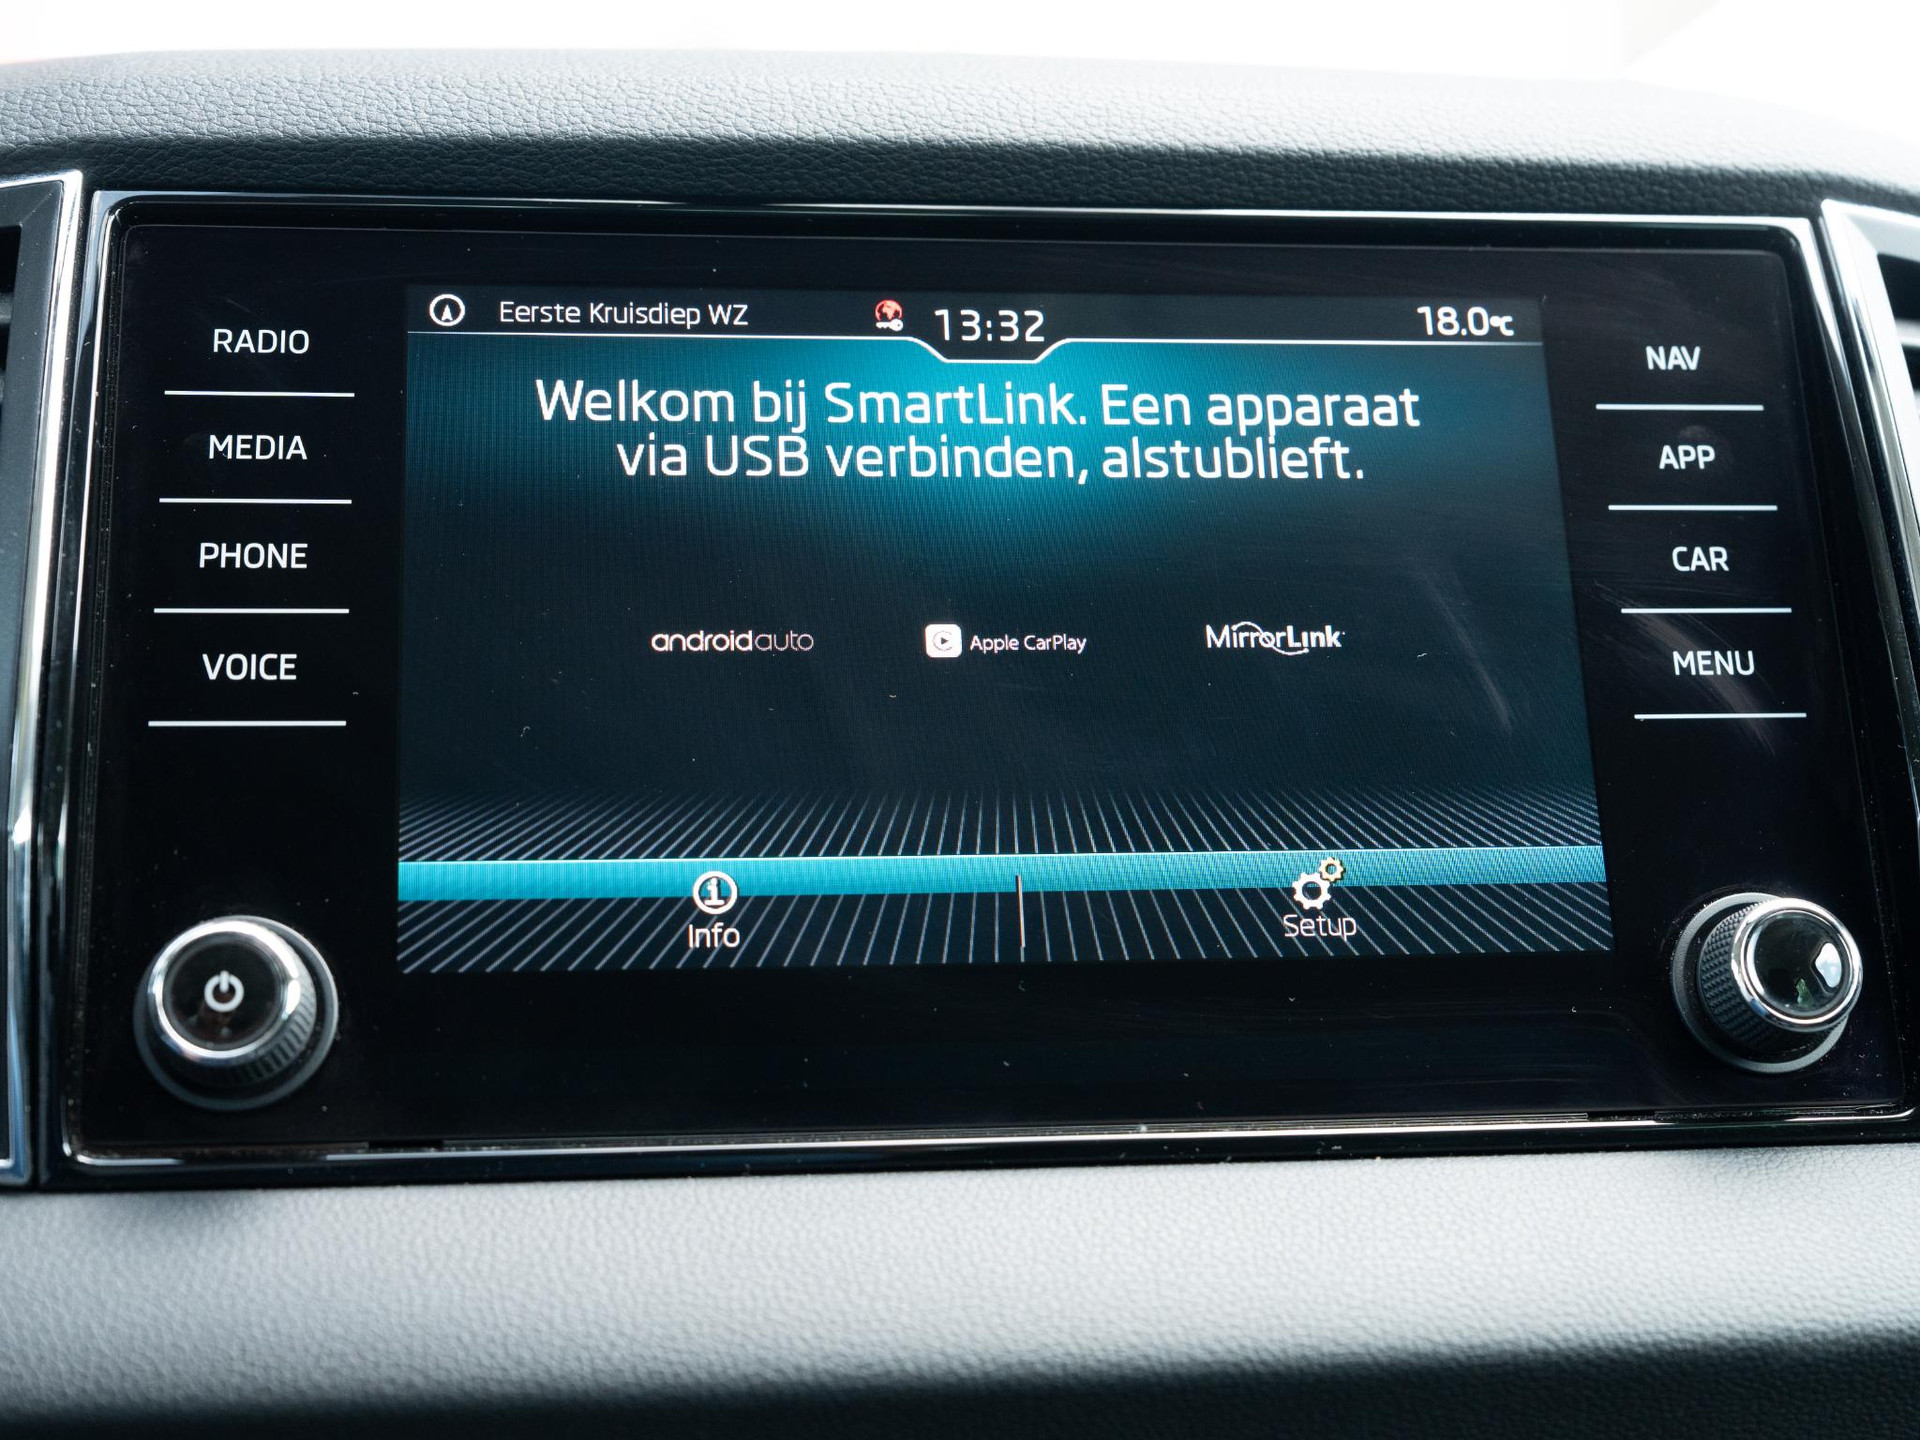 Eerste Kruisdiep WZ
13:32
18.0°C
RADIO
MEDIA
PHONE
VOICE
Welkom bij SmartLink. Een apparaat
via USB verbinden, alstublieft.
androidauto
Apple CarPlay
MirrorLink
Info
Setup
NAV
APP
CAR
MENU